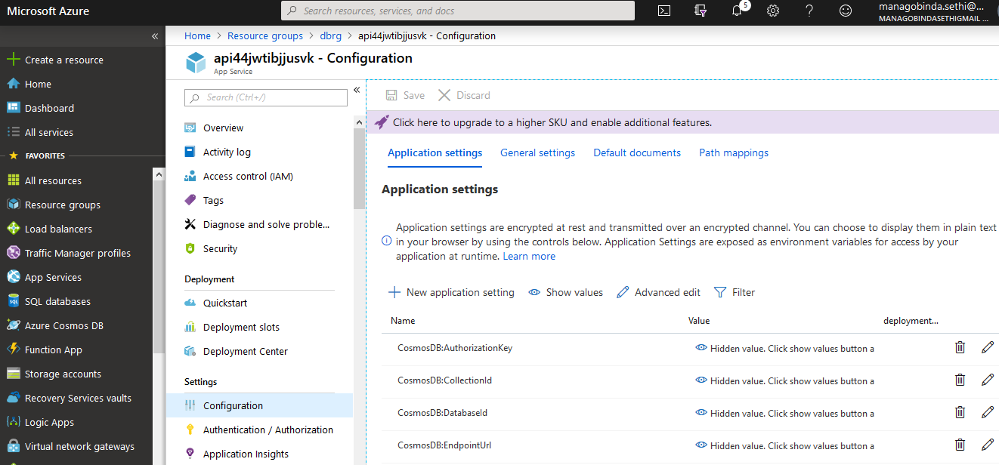 Microsoft Azure
Search resources, services, and docs
5
managobinda.sethi@...
MANAGOBINDASETHIGMAIL ...
«
Create a resource
Home
Dashboard
All services
FAVORITES
All resources
Resource groups
Load balancers
Traffic Manager profiles
App Services
SQL databases
Azure Cosmos DB
Function App
Storage accounts
Recovery Services vaults
Logic Apps
Virtual network gateways
Home > Resource groups > dbrg > api44jwtibjjusvk - Configuration
api44jwtibjjusvk - Configuration
App Service
Search (Ctrl+/)
«
Overview
Activity log
Access control (IAM)
Tags
Diagnose and solve proble...
Security
Deployment
Quickstart
Deployment slots
Deployment Center
Settings
Configuration
Authentication / Authorization
Application Insights
Save Discard
Click here to upgrade to a higher SKU and enable additional features.
Application settings General settings Default documents Path mappings
Application settings
Application settings are encrypted at rest and transmitted over an encrypted channel. You can choose to display them in plain text
in your browser by using the controls below. Application Settings are exposed as environment variables for access by your
application at runtime. Learn more
New application setting Show values Advanced edit Filter
Name Value deployment...
CosmosDB:AuthorizationKey Hidden value. Click show values button a
CosmosDB:CollectionId Hidden value. Click show values button a
CosmosDB:DatabaseId Hidden value. Click show values button a
CosmosDB:EndpointUrl Hidden value. Click show values button a